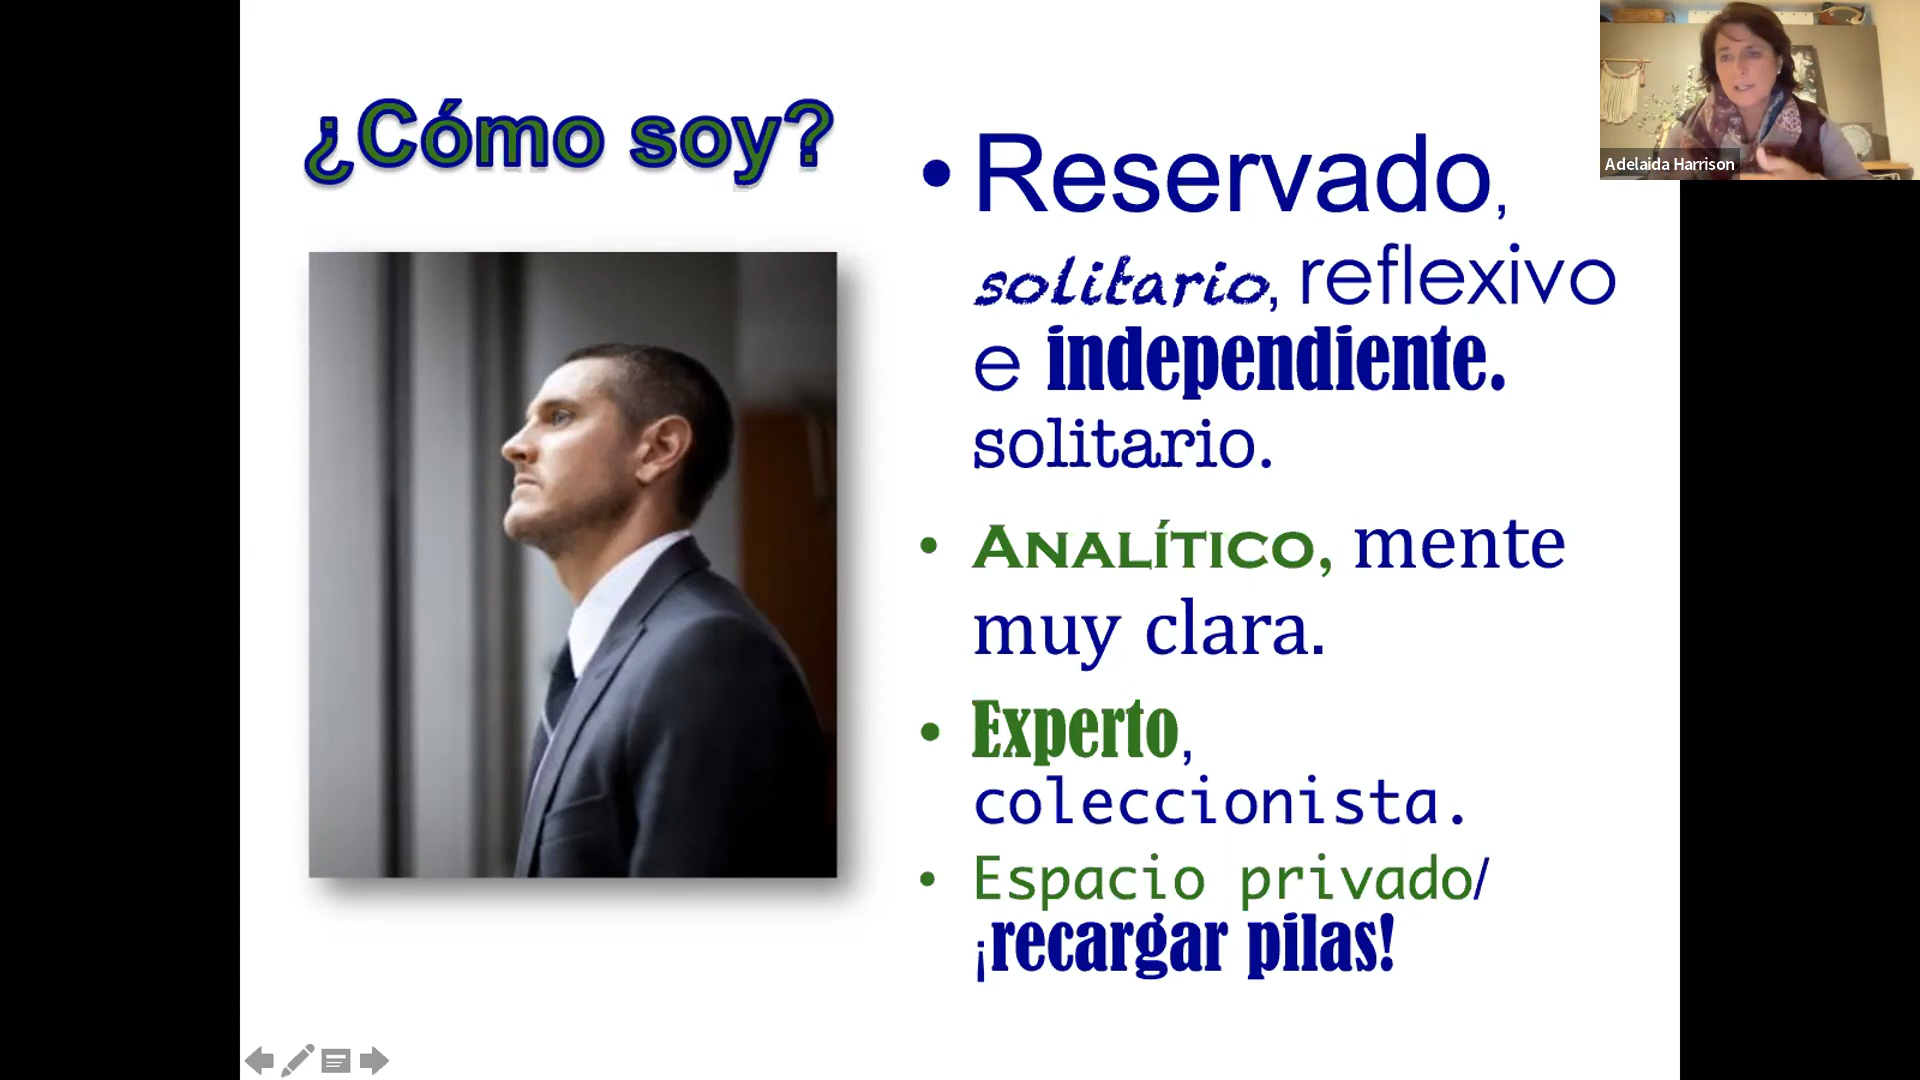 ¿Cómo soy?
• Reservado,
solitario, reflexivo
e independiente.
solitario.
• Analítico, mente
muy clara.
• Experto,
coleccionista.
• Espacio privado/
¡recargar pilas!
Adelaida Harrison